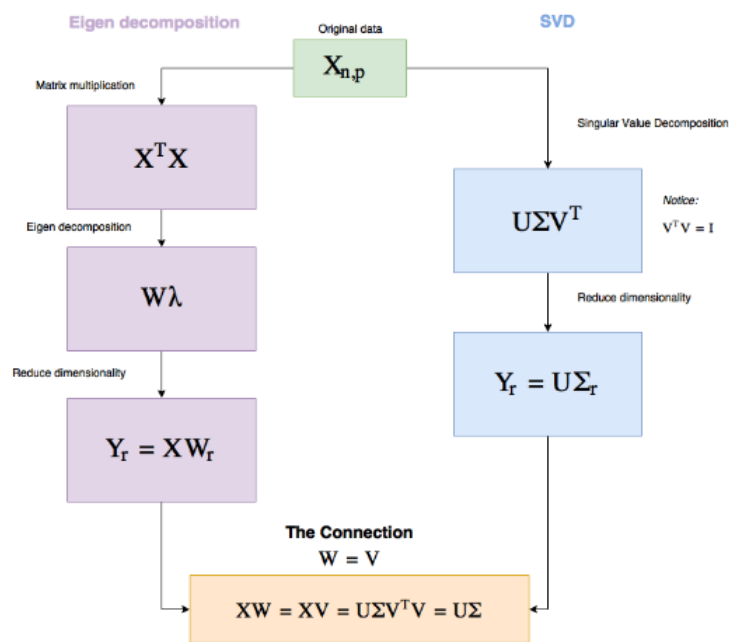 Eigen decomposition
Original data
SVD
Xₙ,ₚ
Matrix multiplication
Singular Value Decomposition
XᵀX
UΣVᵀ
Notice:
VᵀV = I
Eigen decomposition
Wλ
Reduce dimensionality
Reduce dimensionality
Yᵣ = UΣᵣ
Yᵣ = XWᵣ
The Connection
W = V
XW = XV = UΣVᵀV = UΣ